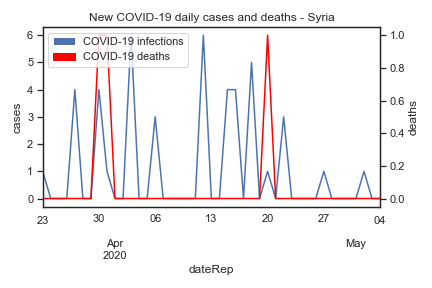 New COVID-19 daily cases and deaths - Syria
COVID-19 infections
COVID-19 deaths
6
5
4
3
2
1
0
cases
1.0
0.8
0.6
0.4
0.2
0.0
deaths
23 30 06 13 20 27 04
Apr May
2020
dateRep